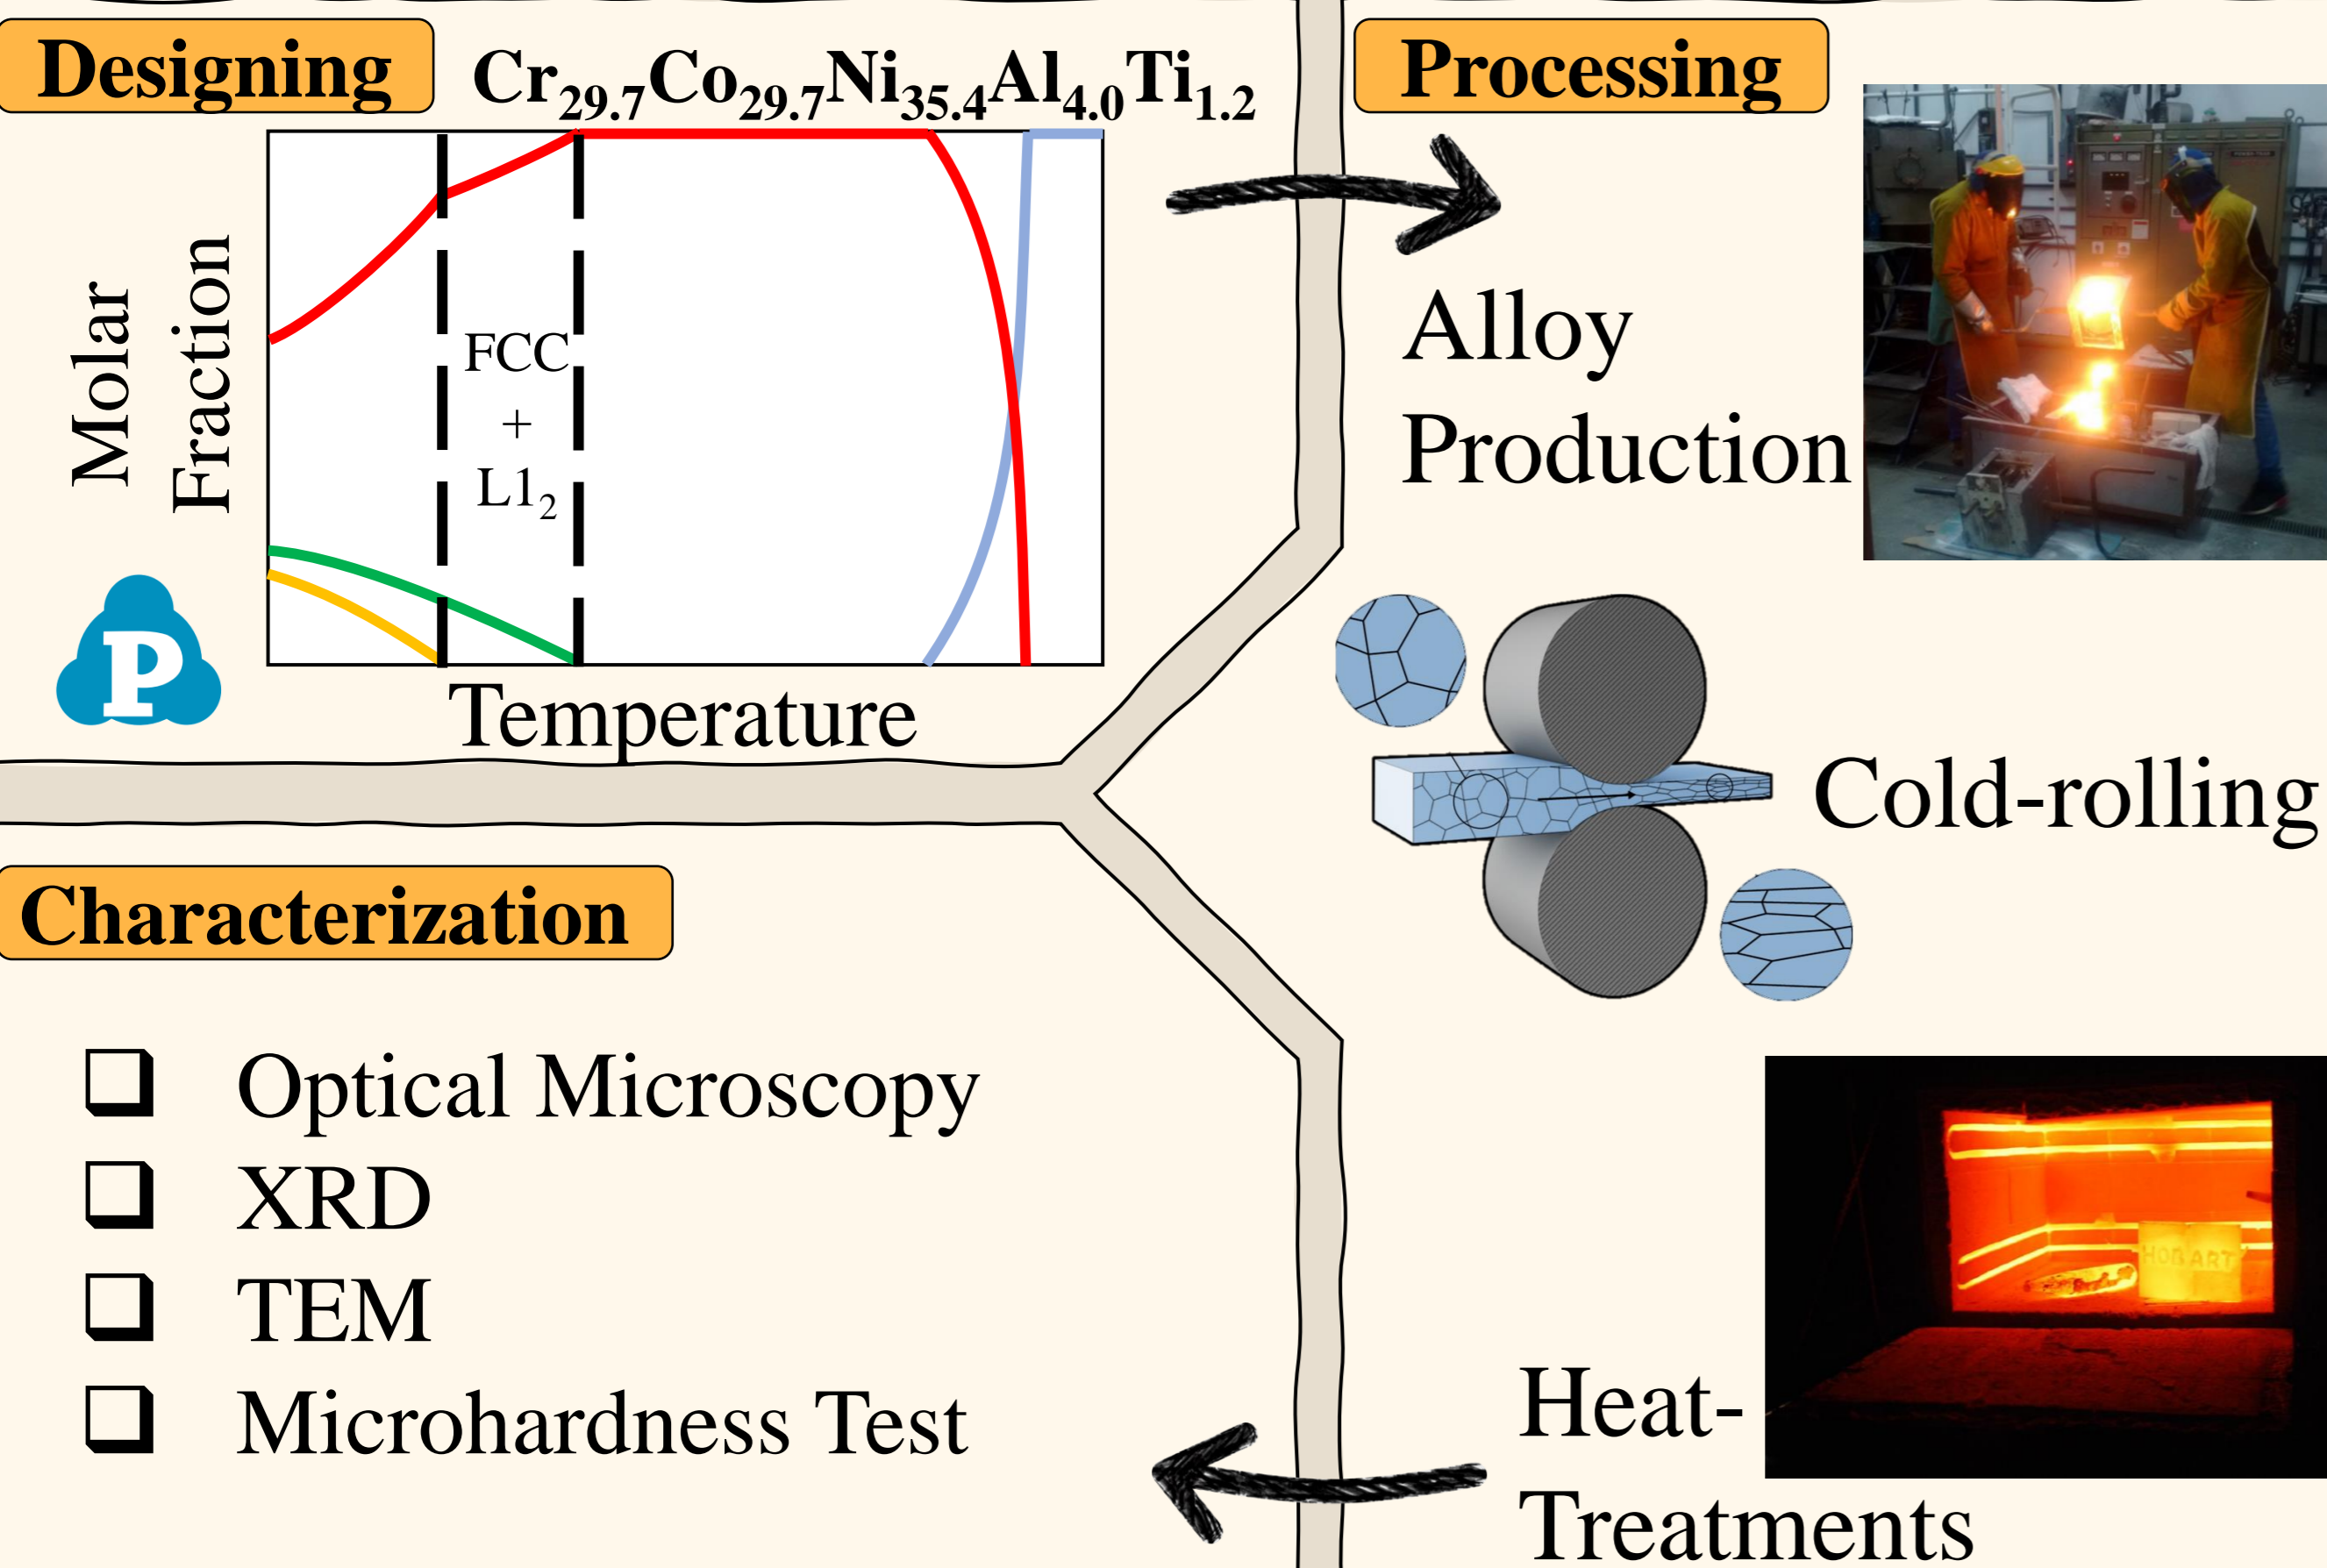 Designing
Cr29.7Co29.7Ni35.4Al4.0Ti1.2
Molar
Fraction
FCC
+
L12
P
Temperature
Processing
Alloy
Production
Cold-rolling
HOBART
Heat-
Treatments
Characterization
❑ Optical Microscopy
❑ XRD
❑ TEM
❑ Microhardness Test